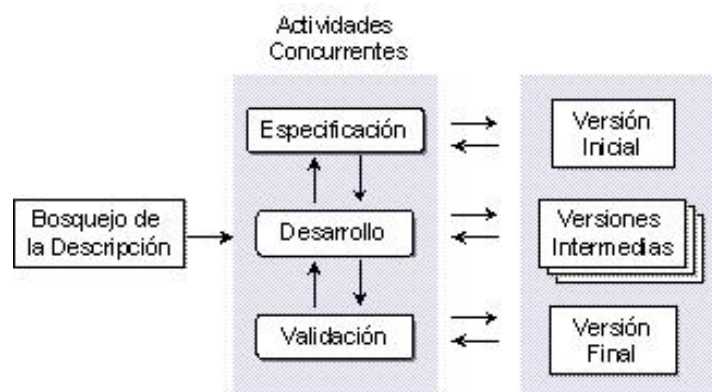 Actividades
Concurrentes
Especificación
Versión
Inicial
Bosquejo de
la Descripción
Desarrollo
Versiones
Intermedias
Validación
Versión
Final